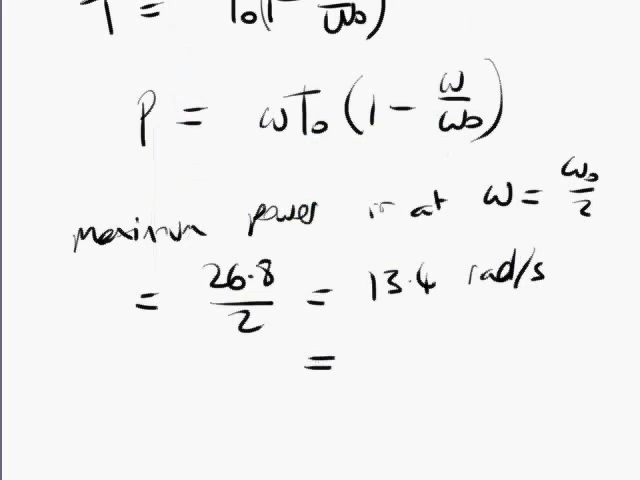 T = T₀(1 - ω/ω₀)
P = ωT₀ (1 - ω/ω₀)
maximum power is at ω = ω₀/2
= 26.8/2 = 13.4 rad/s
=